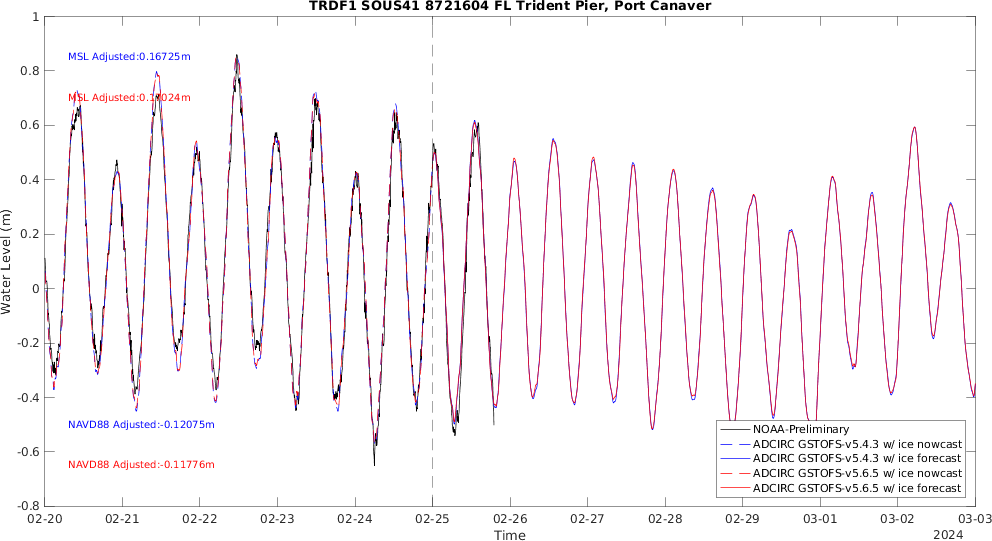 TRDF1 SOUS41 8721604 FL Trident Pier, Port Canaver
Water Level (m)
1
0.8
0.6
0.4
0.2
0
-0.2
-0.4
-0.6
-0.8
MSL Adjusted:0.16725m
MSL Adjusted:
NAVD88 Adjusted:-0.12075m
NAVD88 Adjusted:-0.11776m
NOAA-Preliminary
ADCIRC GSTOFS-v5.4.3 w/ ice nowcast
ADCIRC GSTOFS-v5.4.3 w/ ice forecast
ADCIRC GSTOFS-v5.6.5 w/ ice nowcast
ADCIRC GSTOFS-v5.6.5 w/ ice forecast
02-20 02-21 02-22 02-23 02-24 02-25 02-26 02-27 02-28 02-29 03-01 03-02 03-03
Time
2024